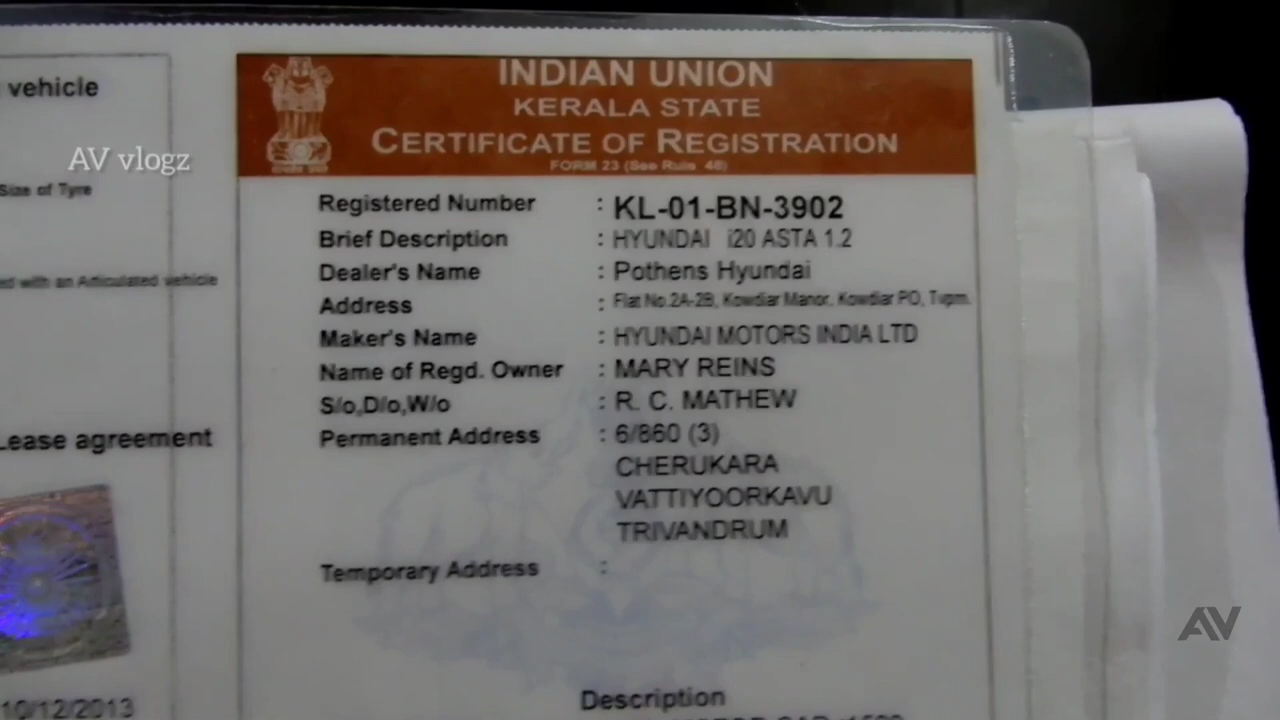 vehicle
AV vlogz
Size of Tyre
ed with an Articulated vehicle
Lease agreement
10/12/2013
INDIAN UNION
KERALA STATE
CERTIFICATE OF REGISTRATION
FORM 23 (See Rule 48)
Registered Number : KL-01-BN-3902
Brief Description : HYUNDAI i20 ASTA 1.2
Dealer's Name : Pothens Hyundai
Address : Flat No.2A-2B, Kowdiar Manor, Kowdiar PO, Tvpm.
Maker's Name : HYUNDAI MOTORS INDIA LTD
Name of Regd. Owner : MARY REINS
S/o,D/o,W/o : R. C. MATHEW
Permanent Address : 6/860 (3)
CHERUKARA
VATTIYOORKAVU
TRIVANDRUM
Temporary Address :
Description
AV